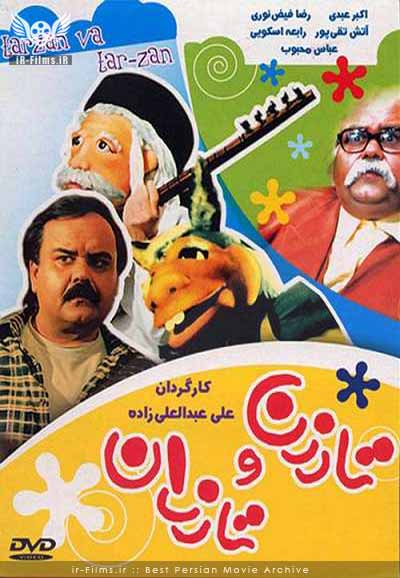 iR-FiLMS.iR
tarzan va
tar-zan
اکبر عبدی رضا فیض نوری
آتش تقی پور رابعه اسکویی
عباس محبوب
کارگردان
علی عبدالعلی زاده
تارزن
و
تارزان
DVD
VIDEO
ir-Films.ir :: Best Persian Movie Archive